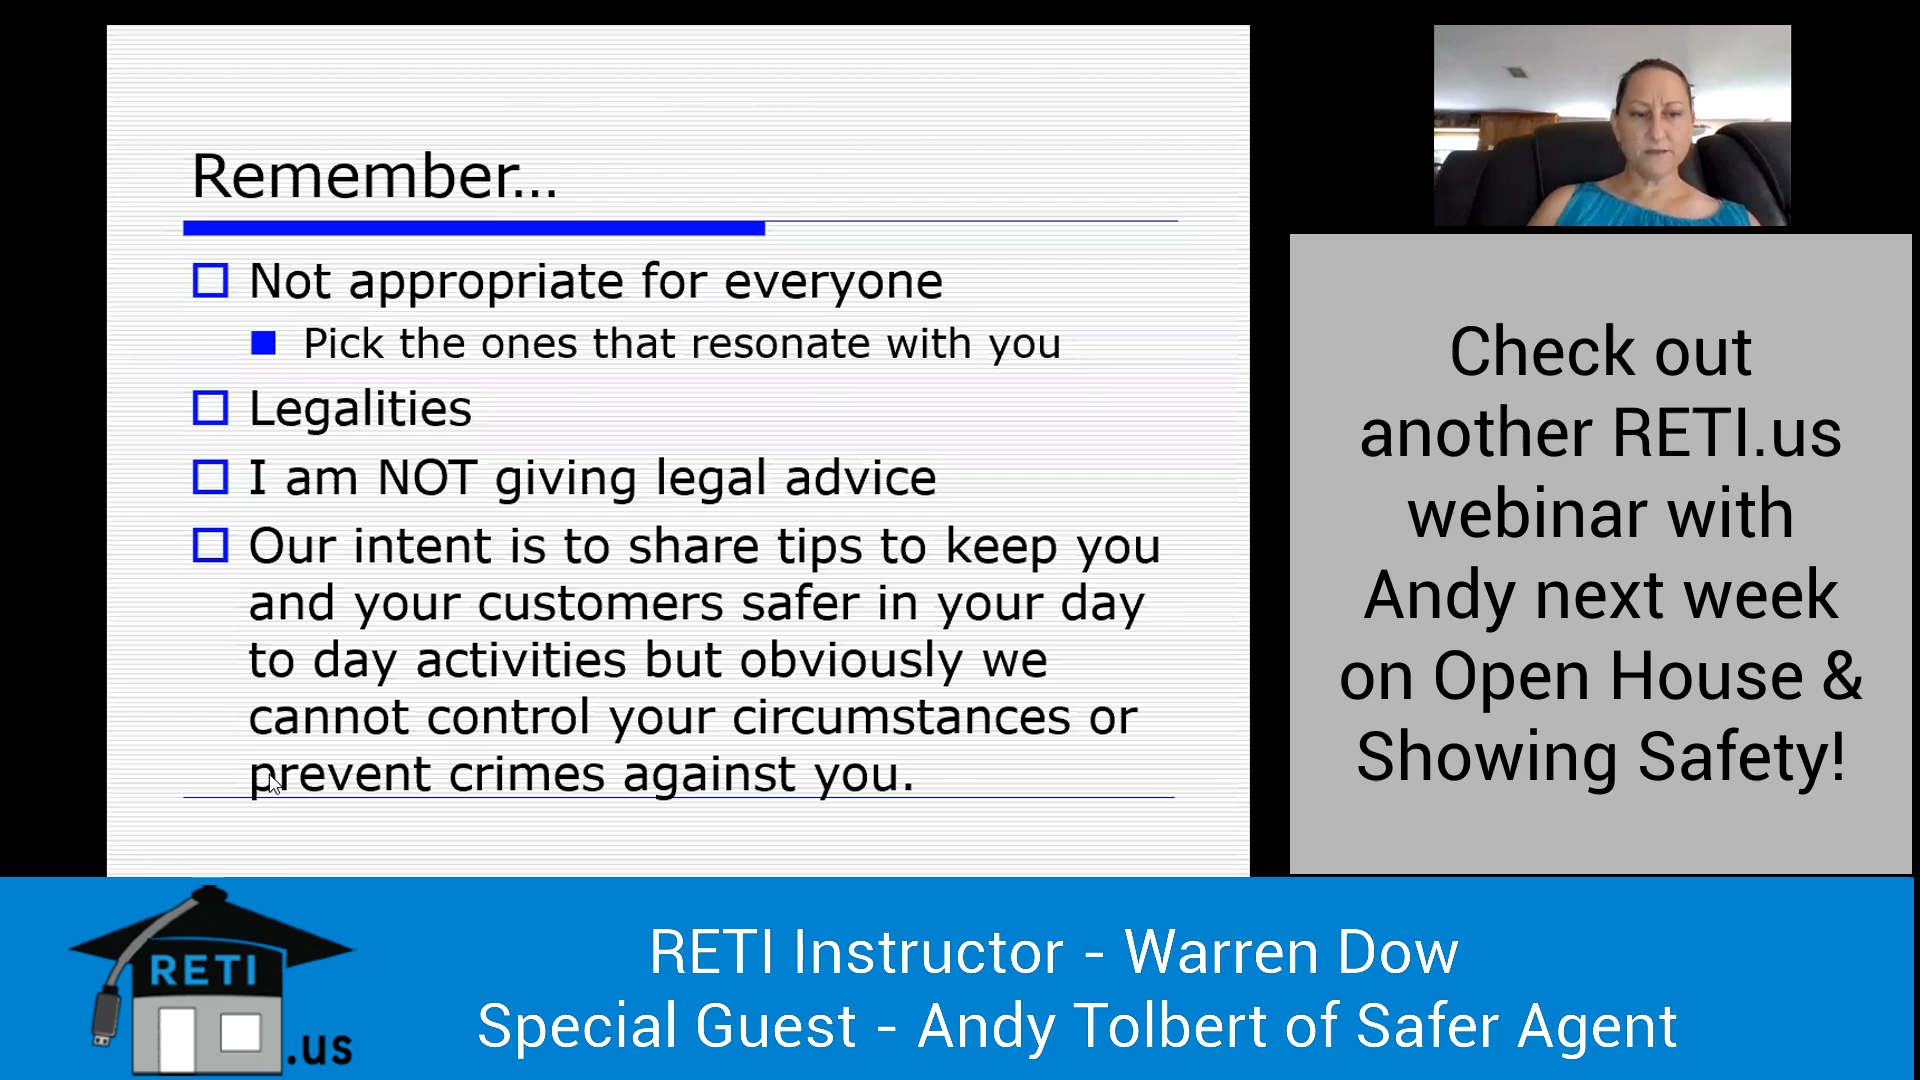 Remember…
Not appropriate for everyone
Pick the ones that resonate with you
Legalities
I am NOT giving legal advice
Our intent is to share tips to keep you
and your customers safer in your day
to day activities but obviously we
cannot control your circumstances or
prevent crimes against you.
Check out
another RETI.us
webinar with
Andy next week
on Open House &
Showing Safety!
RETI
.us
RETI Instructor - Warren Dow
Special Guest - Andy Tolbert of Safer Agent